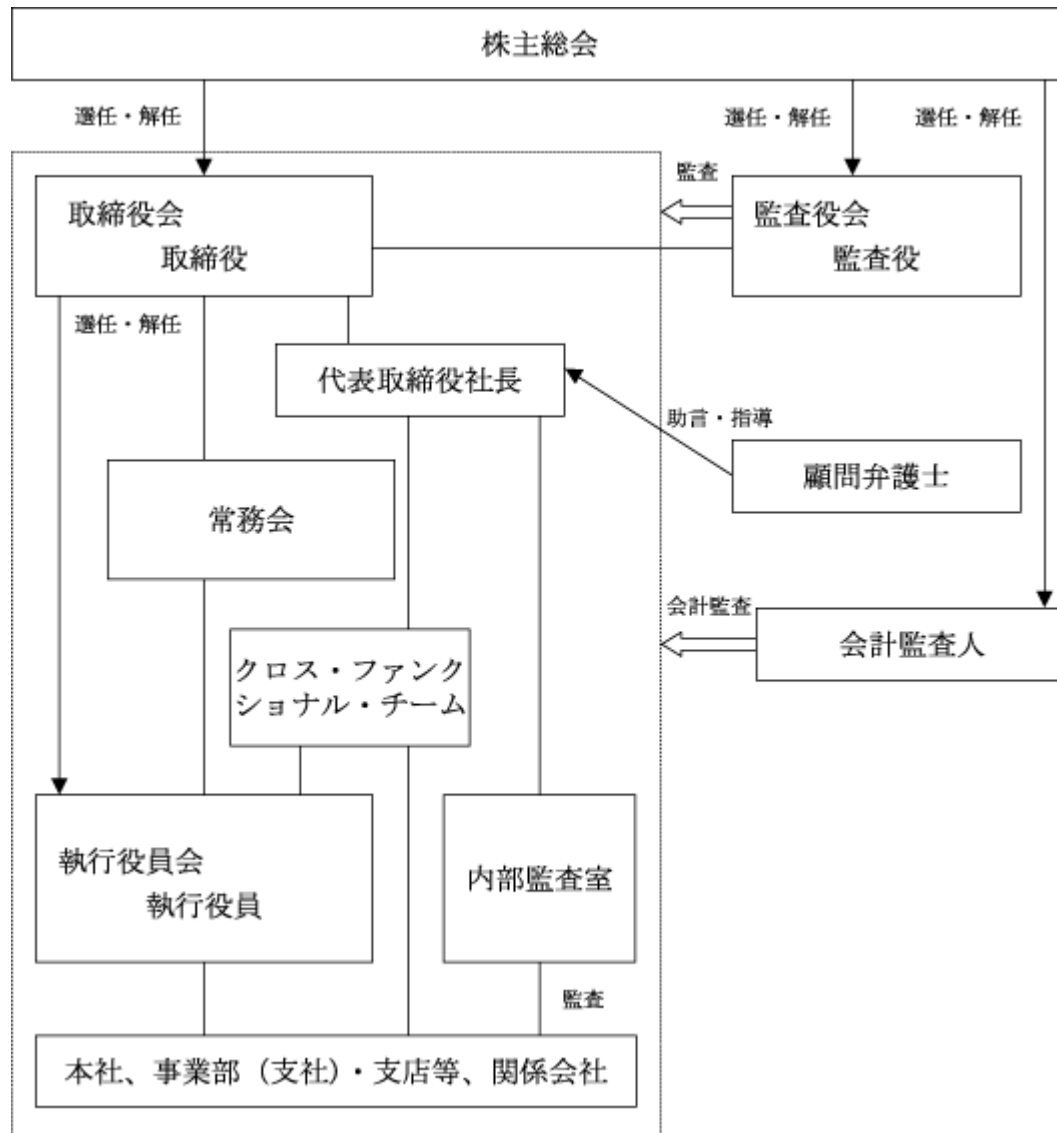 株主総会
選任・解任
選任・解任
選任・解任
監査
取締役会
取締役
監査役会
監査役
選任・解任
代表取締役社長
助言・指導
顧問弁護士
常務会
会計監査
会計監査人
クロス・ファンク
ショナル・チーム
執行役員会
執行役員
内部監査室
監査
本社、事業部（支社）・支店等、関係会社